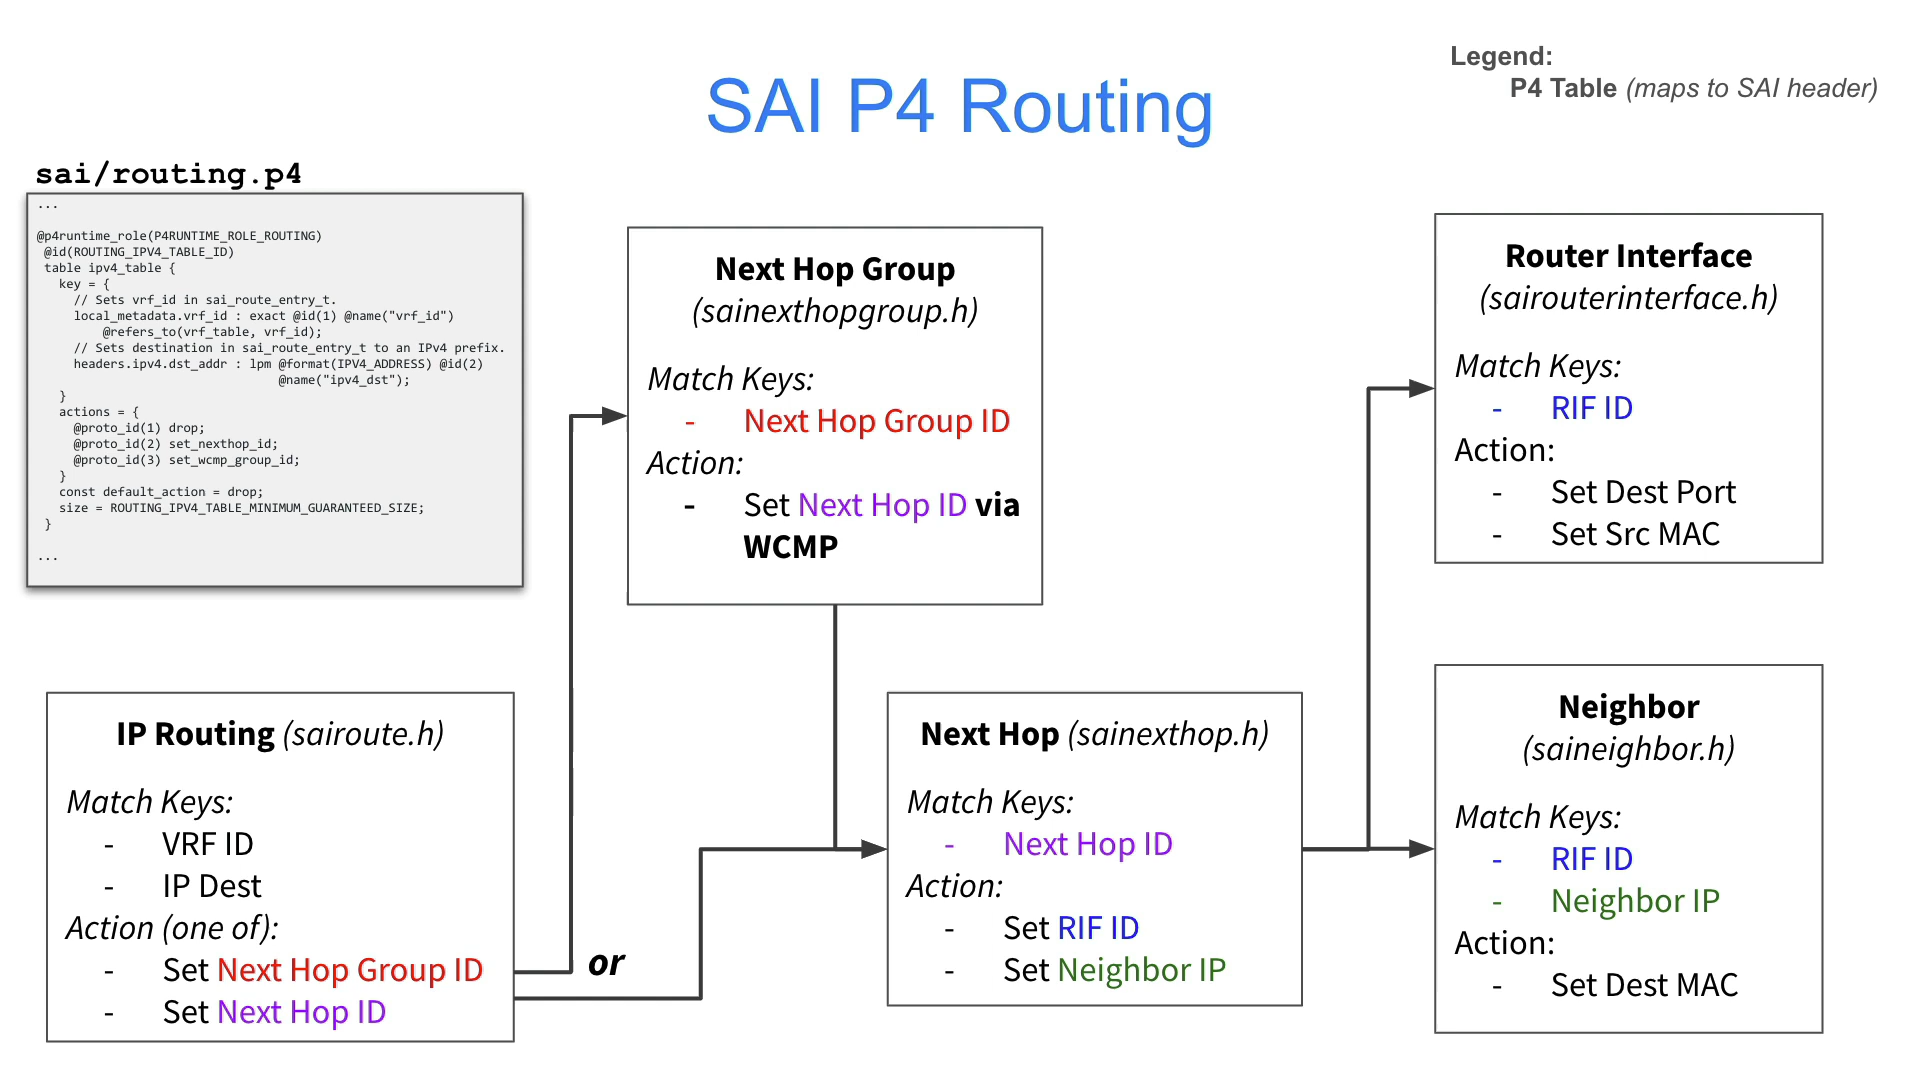 SAI P4 Routing
Legend:
P4 Table (maps to SAI header)
sai/routing.p4
...
@p4runtime_role(P4RUNTIME_ROLE_ROUTING)
@id(ROUTING_IPV4_TABLE_ID)
table ipv4_table {
key = {
// Sets vrf_id in sai_route_entry_t.
local_metadata.vrf_id : exact @id(1) @name("vrf_id")
@refers_to(vrf_table, vrf_id);
// Sets destination in sai_route_entry_t to an IPv4 prefix.
headers.ipv4.dst_addr : lpm @format(IPV4_ADDRESS) @id(2)
@name("ipv4_dst");
}
actions = {
@proto_id(1) drop;
@proto_id(2) set_nexthop_id;
@proto_id(3) set_wcmp_group_id;
}
const default_action = drop;
size = ROUTING_IPV4_TABLE_MINIMUM_GUARANTEED_SIZE;
}
...
IP Routing (sairoute.h)
Match Keys:
- VRF ID
- IP Dest
Action (one of):
- Set Next Hop Group ID
- Set Next Hop ID
or
Next Hop Group
(sainexthopgroup.h)
Match Keys:
- Next Hop Group ID
Action:
- Set Next Hop ID via
WCMP
Next Hop (sainexthop.h)
Match Keys:
- Next Hop ID
Action:
- Set RIF ID
- Set Neighbor IP
Router Interface
(sairouterinterface.h)
Match Keys:
- RIF ID
Action:
- Set Dest Port
- Set Src MAC
Neighbor
(saineighbor.h)
Match Keys:
- RIF ID
- Neighbor IP
Action:
- Set Dest MAC